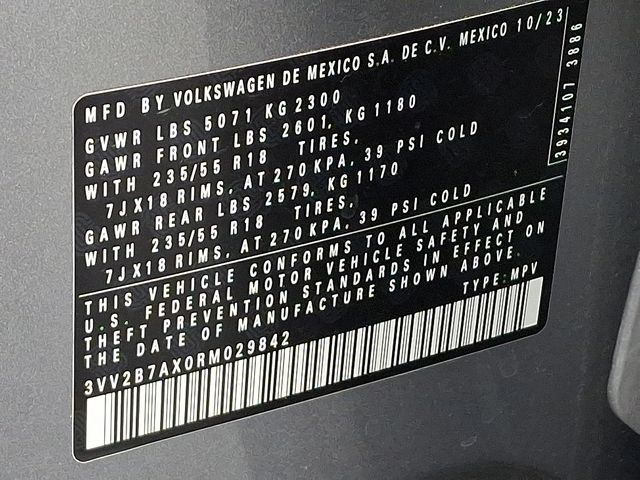 MFD BY VOLKSWAGEN DE MEXICO S.A. DE C.V. MEXICO 10/23
GVWR LBS 5071 KG 2300
GAWR FRONT LBS 2601, KG 1180
WITH 235/55 R18 TIRES,
7JX18 RIMS, AT 270 KPA, 39 PSI COLD
GAWR REAR LBS 2579, KG 1170
WITH 235/55 R18 TIRES,
7JX18 RIMS, AT 270 KPA, 39 PSI COLD
THIS VEHICLE CONFORMS TO ALL APPLICABLE
U.S. FEDERAL MOTOR VEHICLE SAFETY AND
THEFT PREVENTION STANDARDS IN EFFECT ON
THE DATE OF MANUFACTURE SHOWN ABOVE.
TYPE: MPV
3VV2B7AX0RM029842
3934107 3886